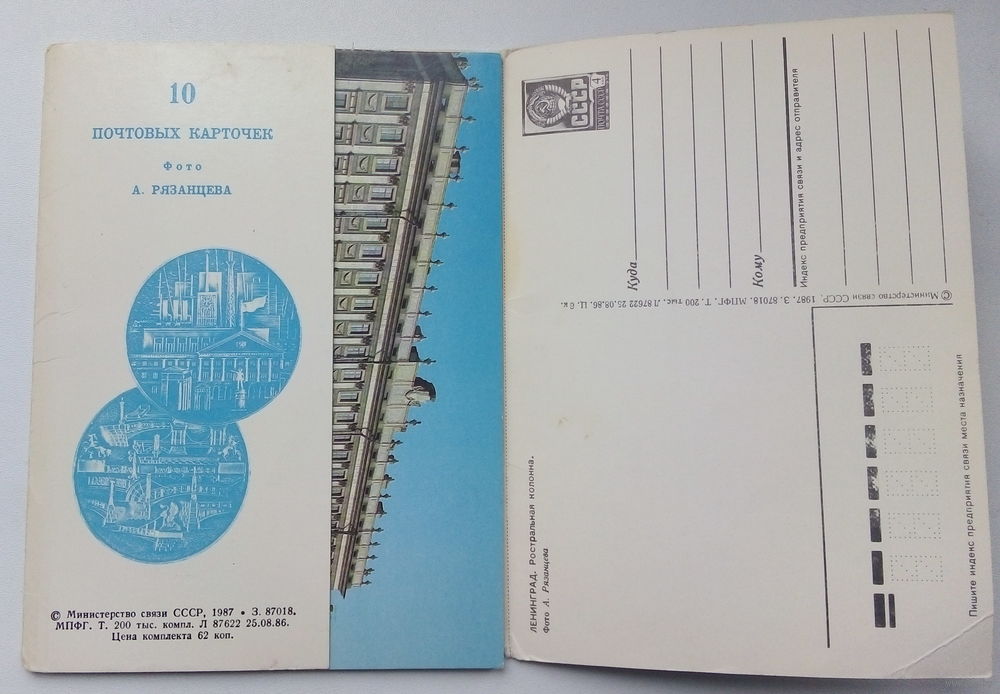 10
ПОЧТОВЫХ КАРТОЧЕК
Фото
А. РЯЗАНЦЕВА
© Министерство связи СССР, 1987 • З. 87018.
МПФГ. Т. 200 тыс. компл. Л 87622 25.08.86.
Цена комплекта 62 коп.
ПОЧТА СССР 4
СССР
Куда
Кому
Индекс предприятия связи и адрес отправителя
© Министерство связи СССР, 1987. З. 87018. МПФГ. Т. 200 тыс. Л 87622 25.08.86. Ц. 6 к.
ЛЕНИНГРАД. Ростральная колонна.
Фото А. Рязанцева
Пишите индекс предприятия связи места назначения